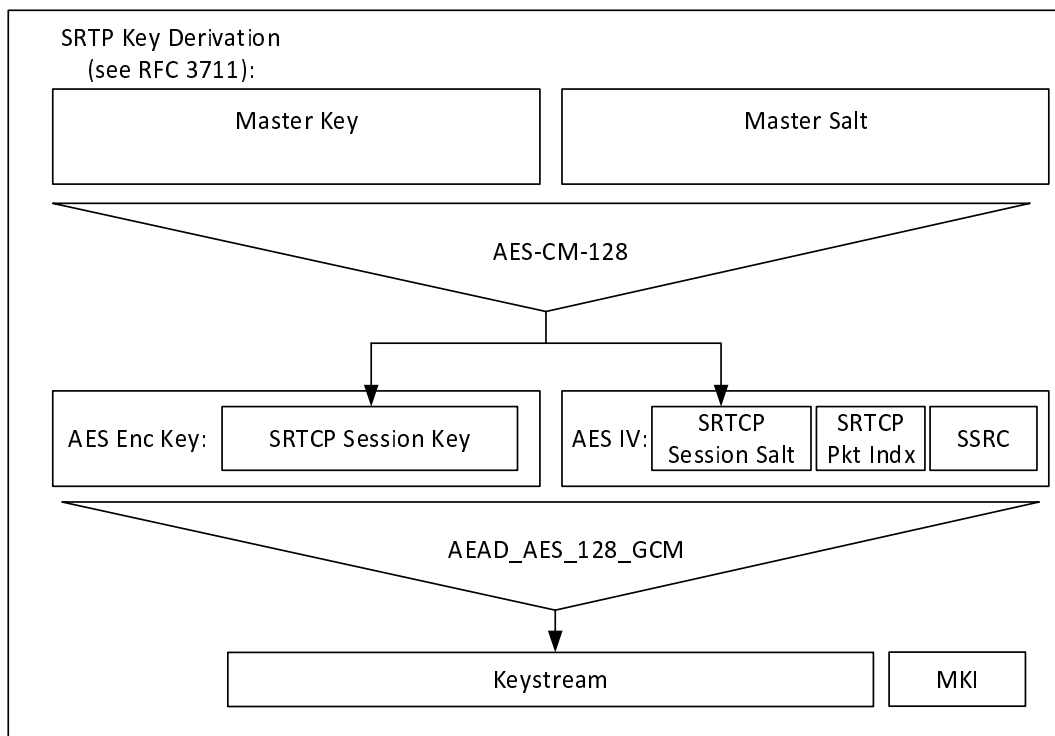 SRTP Key Derivation
(see RFC 3711):
Master Key
Master Salt
AES-CM-128
AES Enc Key:
SRTCP Session Key
AES IV:
SRTCP
Session Salt
SRTCP
Pkt Indx
SSRC
AEAD_AES_128_GCM
Keystream
MKI